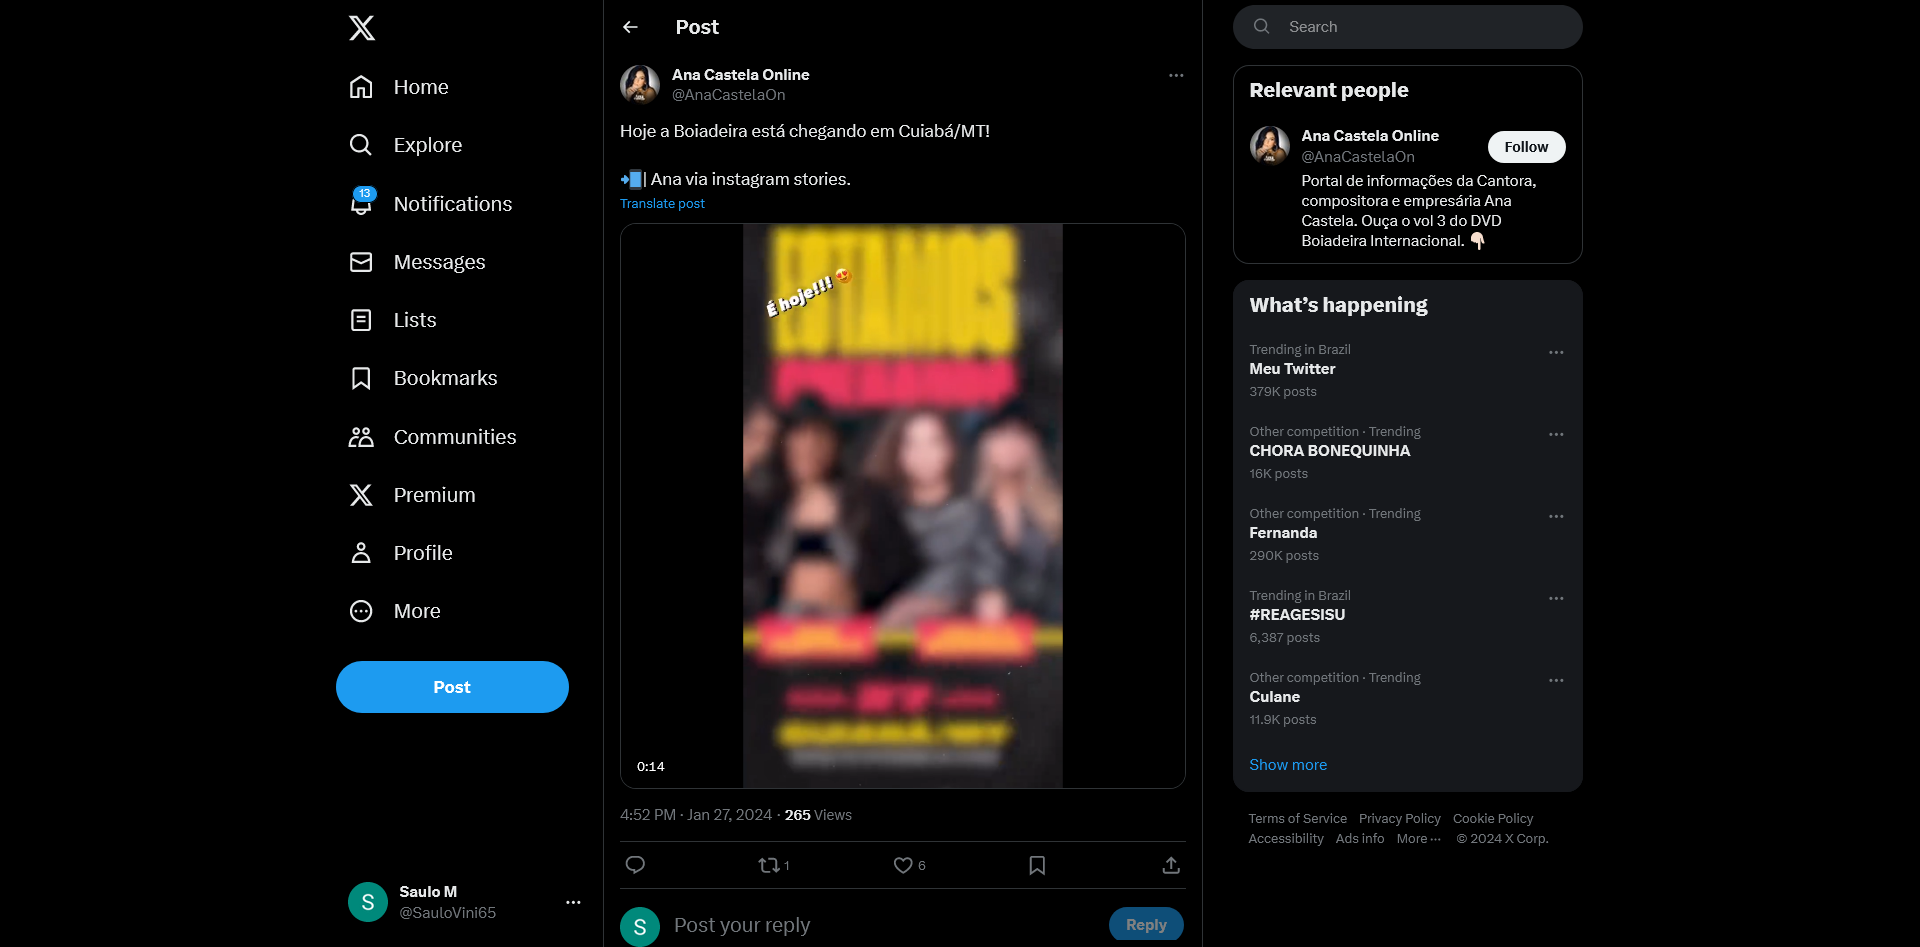 Home
Explore
13
Notifications
Messages
Lists
Bookmarks
Communities
Premium
Profile
More
Post
S
Saulo M
@SauloVini65
Post
Ana Castela Online
@AnaCastelaOn
Hoje a Boiadeira está chegando em Cuiabá/MT!
📲| Ana via instagram stories.
Translate post
ESTAMOS
É hoje!!! 😍
CUIABÁ/MT
0:14
4:52 PM · Jan 27, 2024 · 265 Views
1
6
S
Post your reply
Reply
Search
Relevant people
Ana Castela Online
@AnaCastelaOn
Follow
Portal de informações da Cantora,
compositora e empresária Ana
Castela. Ouça o vol 3 do DVD
Boiadeira Internacional. 👇🏻
What's happening
Trending in Brazil
Meu Twitter
379K posts
Other competition · Trending
CHORA BONEQUINHA
16K posts
Other competition · Trending
Fernanda
290K posts
Trending in Brazil
#REAGESISU
6,387 posts
Other competition · Trending
Culane
11.9K posts
Show more
Terms of Service Privacy Policy Cookie Policy
Accessibility Ads info More ··· © 2024 X Corp.